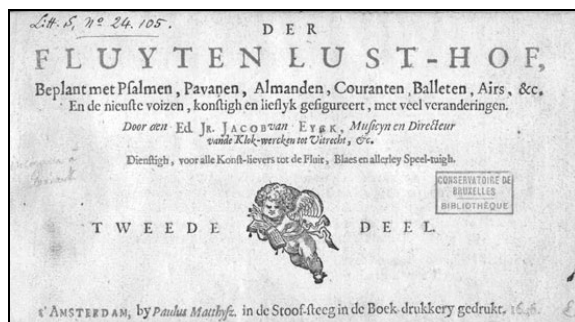 Litt. S, No 24.105.
DER
FLUYTEN LUST-HOF,
Beplant met Psalmen, Pavanen, Almanden, Couranten, Balleten, Airs, &c.
En de nieuste voizen, konstigh en lieflyk gefigureert, met veel veranderingen.
Door den Ed. JR. JACOB van EYCK, Musicyn en Directeur
vande Klok-wercken tot Uitrecht, &c.
Dienstigh, voor alle Konst-lievers tot de Fluit, Blaes en allerley Speel-tuigh.
CONSERVATOIRE DE
BRUXELLES
BIBLIOTHÈQUE
TWEEDE DEEL.
t'AMSTERDAM, by Paulus Matthysz. in de Stoof-steeg in de Boek-drukkery gedrukt. 1646.